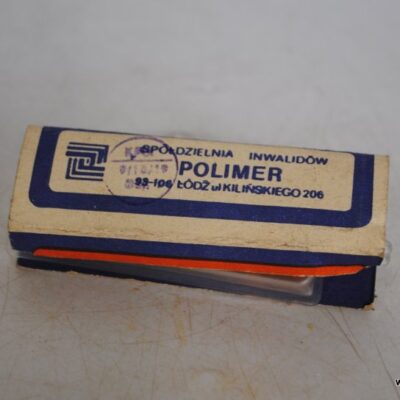 SPÓŁDZIELNIA INWALIDÓW
POLIMER
93-106 ŁÓDŹ ul KILIŃSKIEGO 206